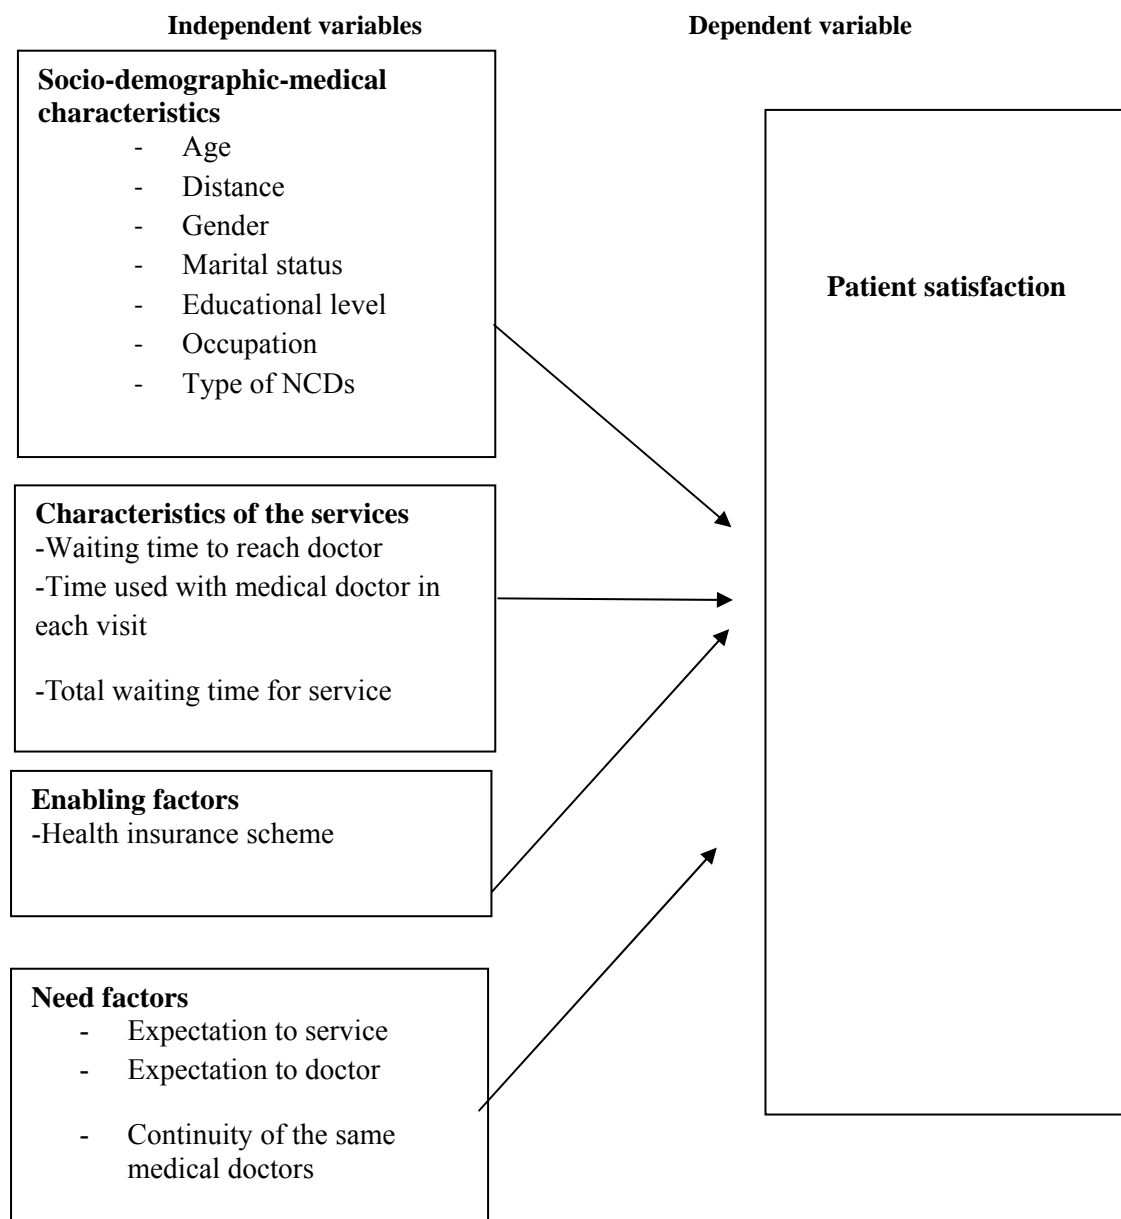 Independent variables
Dependent variable
Socio-demographic-medical
characteristics
- Age
- Distance
- Gender
- Marital status
- Educational level
- Occupation
- Type of NCDs
Patient satisfaction
Characteristics of the services
-Waiting time to reach doctor
-Time used with medical doctor in
each visit
-Total waiting time for service
Enabling factors
-Health insurance scheme
Need factors
- Expectation to service
- Expectation to doctor
- Continuity of the same
medical doctors